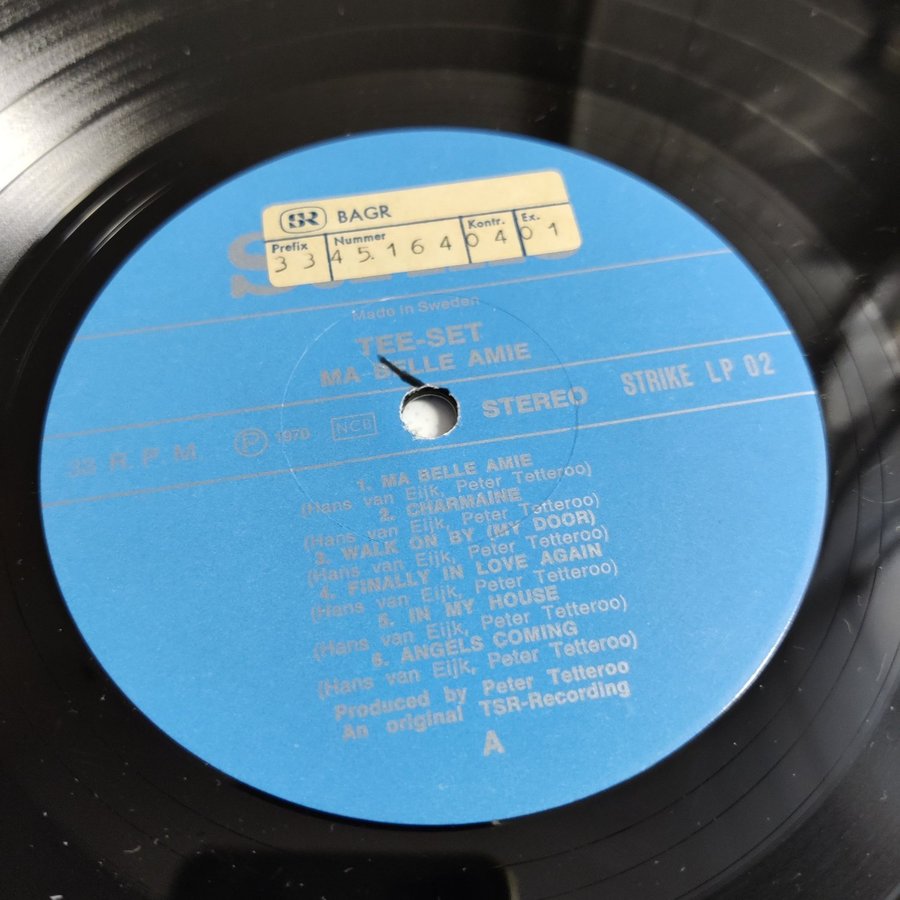 SR BAGR
Prefix Nummer Kontr. Ex.
33 45.164 04 01
Made in Sweden
TEE-SET
MA BELLE AMIE
STEREO STRIKE LP 02
33 R.P.M. Ⓟ 1970 NCB
1. MA BELLE AMIE
(Hans van Eijk, Peter Tetteroo)
2. CHARMAINE
(Hans van Eijk, Peter Tetteroo)
3. WALK ON BY (MY DOOR)
(Hans van Eijk, Peter Tetteroo)
4. FINALLY IN LOVE AGAIN
(Hans van Eijk, Peter Tetteroo)
5. IN MY HOUSE
(Hans van Eijk, Peter Tetteroo)
6. ANGELS COMING
(Hans van Eijk, Peter Tetteroo)
Produced by Peter Tetteroo
An original TSR-Recording
A